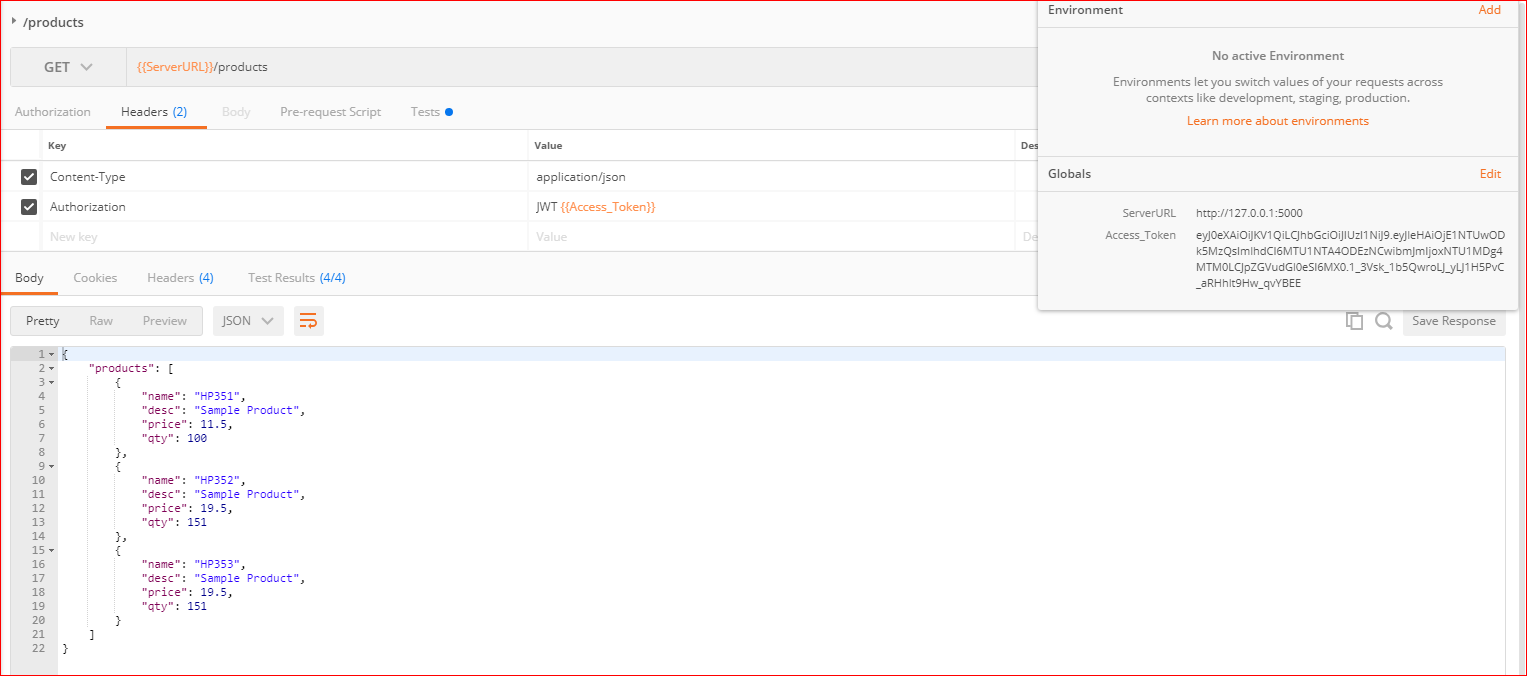 /products
GET
{{ServerURL}}/products
Authorization
Headers (2)
Body
Pre-request Script
Tests
Key
Value
Des
Content-Type
application/json
Authorization
JWT {{Access_Token}}
New key
Value
De
Environment
Add
No active Environment
Environments let you switch values of your requests across
contexts like development, staging, production.
Learn more about environments
Globals
Edit
ServerURL
http://127.0.0.1:5000
Access_Token
Body
Cookies
Headers (4)
Test Results (4/4)
Pretty
Raw
Preview
JSON
Save Response
1 {
2 "products": [
3 {
4 "name": "HP351",
5 "desc": "Sample Product",
6 "price": 11.5,
7 "qty": 100
8 },
9 {
10 "name": "HP352",
11 "desc": "Sample Product",
12 "price": 19.5,
13 "qty": 151
14 },
15 {
16 "name": "HP353",
17 "desc": "Sample Product",
18 "price": 19.5,
19 "qty": 151
20 }
21 ]
22 }